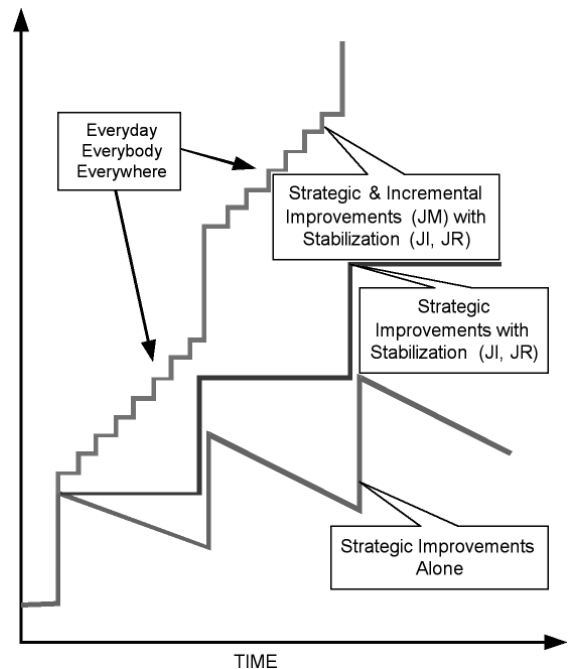 Everyday
Everybody
Everywhere
Strategic & Incremental
Improvements (JM) with
Stabilization (JI, JR)
Strategic
Improvements with
Stabilization (JI, JR)
Strategic Improvements
Alone
TIME